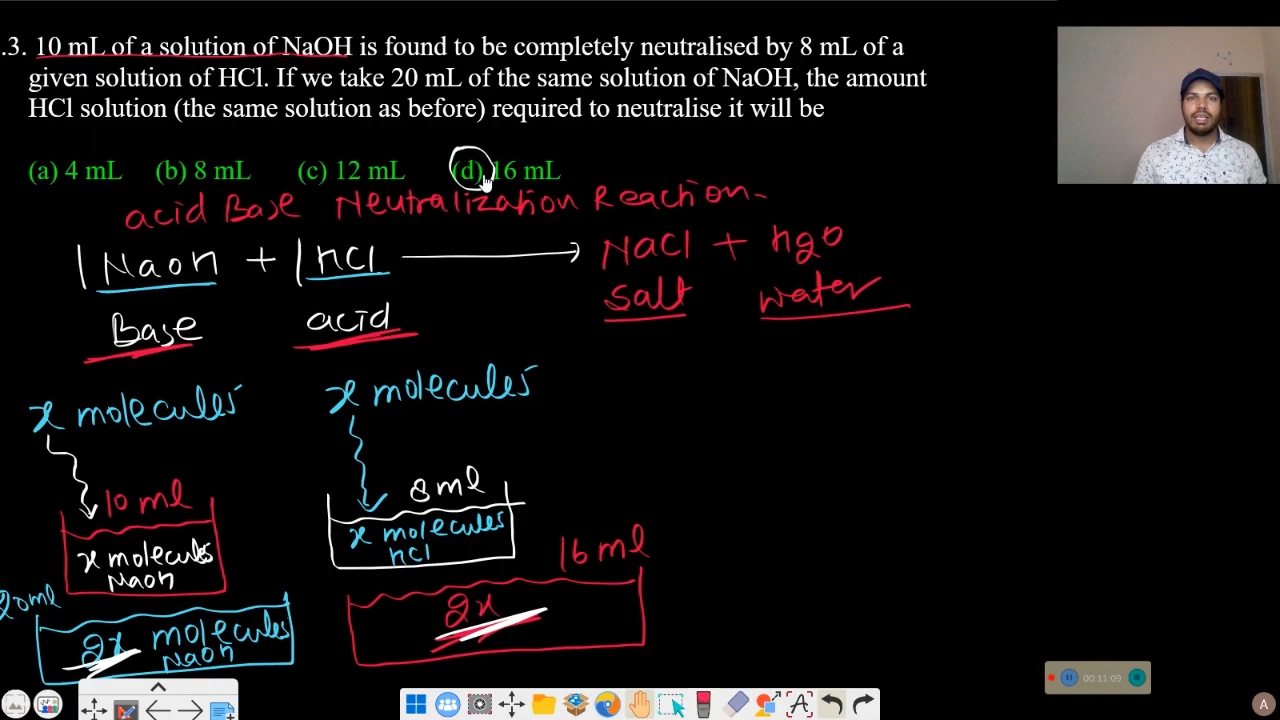 .3. 10 mL of a solution of NaOH is found to be completely neutralised by 8 mL of a
given solution of HCl. If we take 20 mL of the same solution of NaOH, the amount
HCl solution (the same solution as before) required to neutralise it will be
(a) 4 mL (b) 8 mL (c) 12 mL (d) 16 mL
acid Base Neutralization Reaction-
1 Naoh + 1 hCl → NaCl + h2o
Base acid salt water
x molecules x molecules
10 ml 8 ml
x molecules Naoh
x molecules hCl
16 ml
20ml
2x molecules Naoh
2x
00:11:09
A